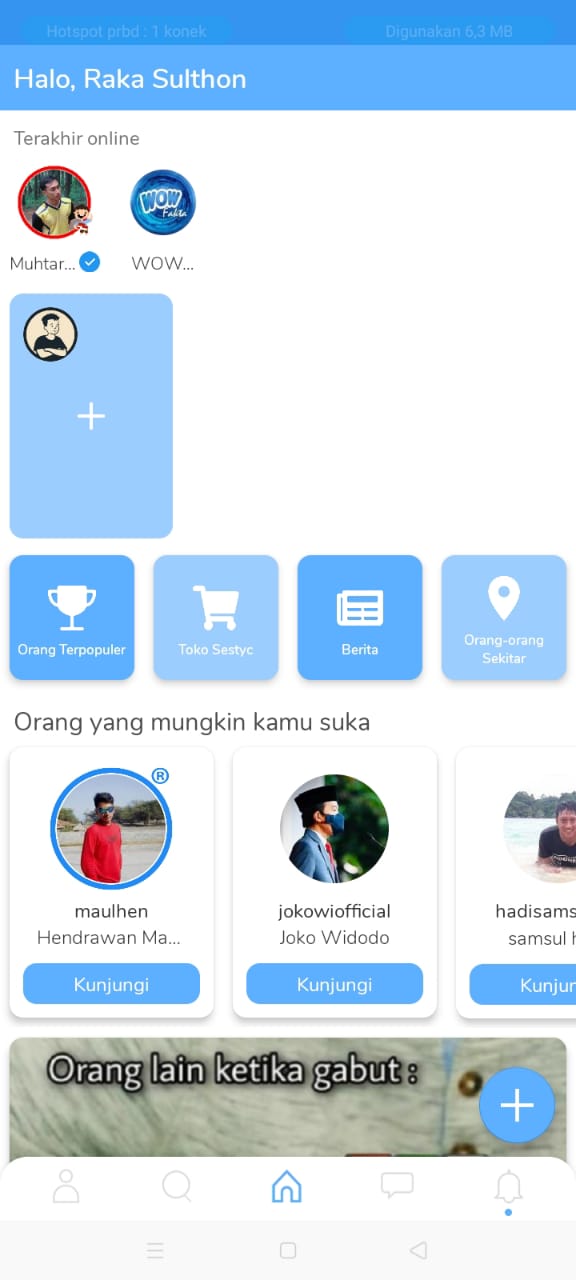 Hotspot prbd : 1 konek
Digunakan 6,3 MB
Halo, Raka Sulthon
Terakhir online
WOW
Fakta
Muhtar...
WOW...
Orang Terpopuler
Toko Sestyc
Berita
Orang-orang
Sekitar
Orang yang mungkin kamu suka
®
maulhen
jokowiofficial
hadisams
Hendrawan Ma...
Joko Widodo
samsul h
Kunjungi
Kunjungi
Kunjun
Orang lain ketika gabut :